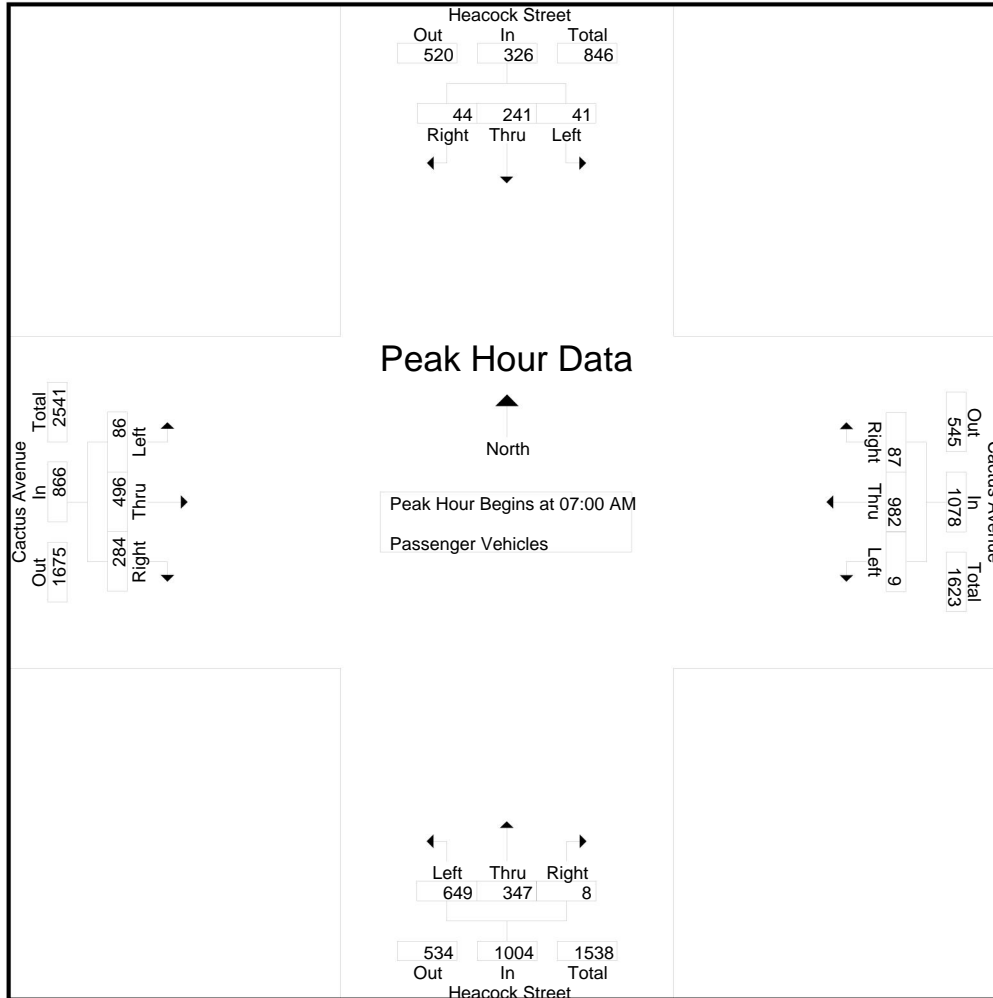 Heacock Street
Out In Total
520 326 846
44 241 41
Right Thru Left
Peak Hour Data
North
Peak Hour Begins at 07:00 AM
Passenger Vehicles
Cactus Avenue
Out In Total
1675 866 2541
Left Thru Right
86 496 284
Cactus Avenue
Out In Total
545 1078 1623
Right Thru Left
87 982 9
Left Thru Right
649 347 8
534 1004 1538
Out In Total
Heacock Street